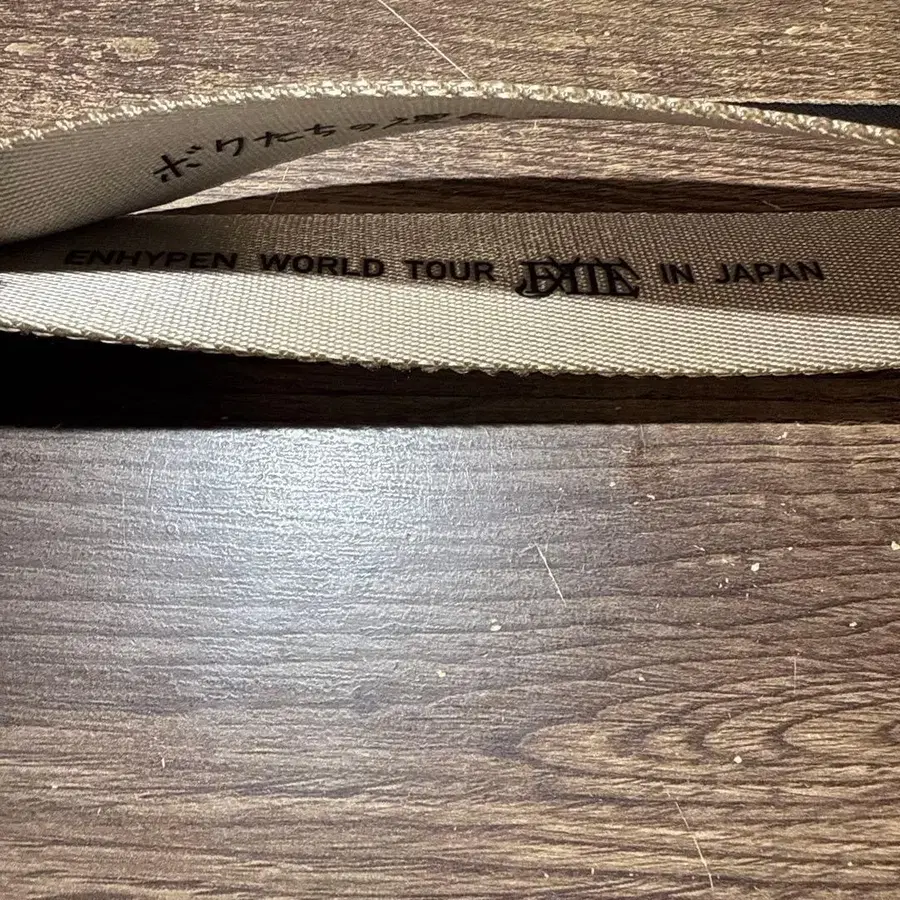 ボクたちの
ENHYPEN WORLD TOUR FATE IN JAPAN